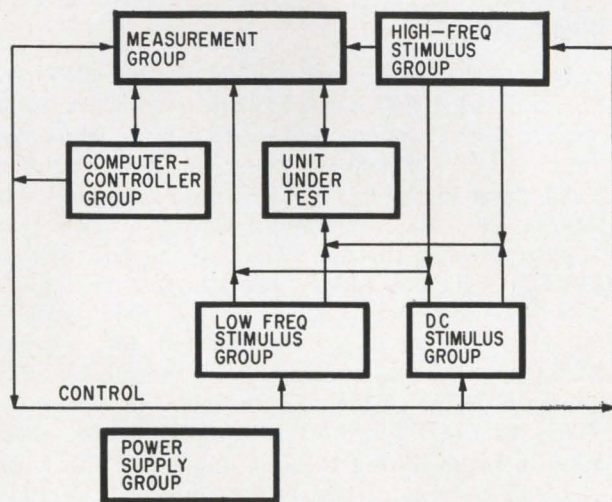 MEASUREMENT
GROUP
HIGH-FREQ
STIMULUS
GROUP
COMPUTER-
CONTROLLER
GROUP
UNIT
UNDER
TEST
LOW FREQ
STIMULUS
GROUP
DC
STIMULUS
GROUP
CONTROL
POWER
SUPPLY
GROUP